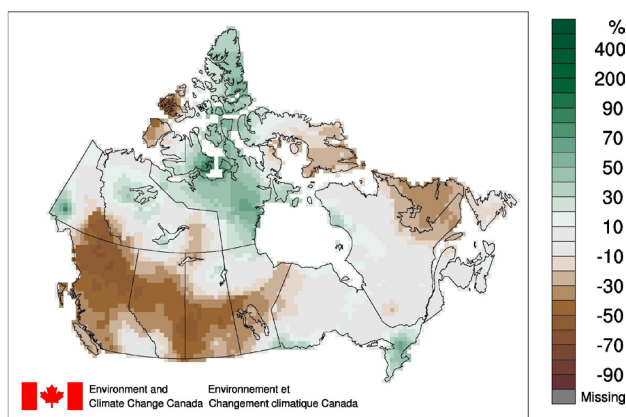 %
400
200
90
70
50
30
10
-10
-30
-50
-70
-90
Missing
Environment and
Climate Change Canada
Environnement et
Changement climatique Canada